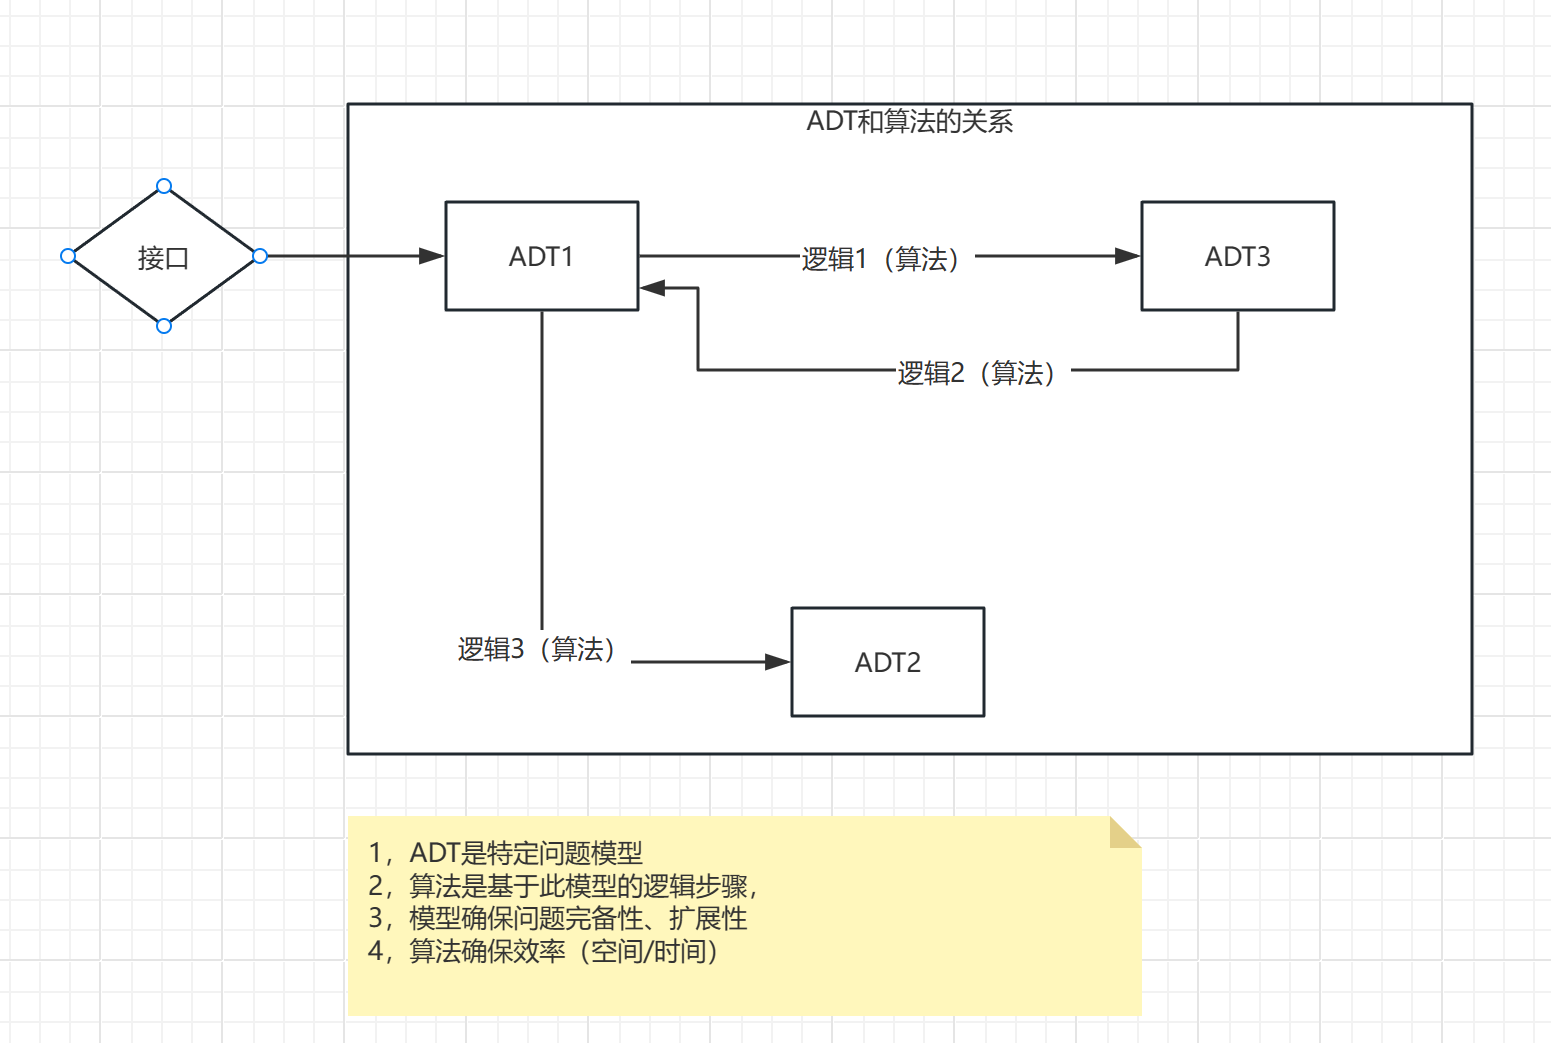 ADT和算法的关系
接口
ADT1
逻辑1（算法）
ADT3
逻辑2（算法）
逻辑3（算法）
ADT2
1，ADT是特定问题模型
2，算法是基于此模型的逻辑步骤，
3，模型确保问题完备性、扩展性
4，算法确保效率（空间/时间）